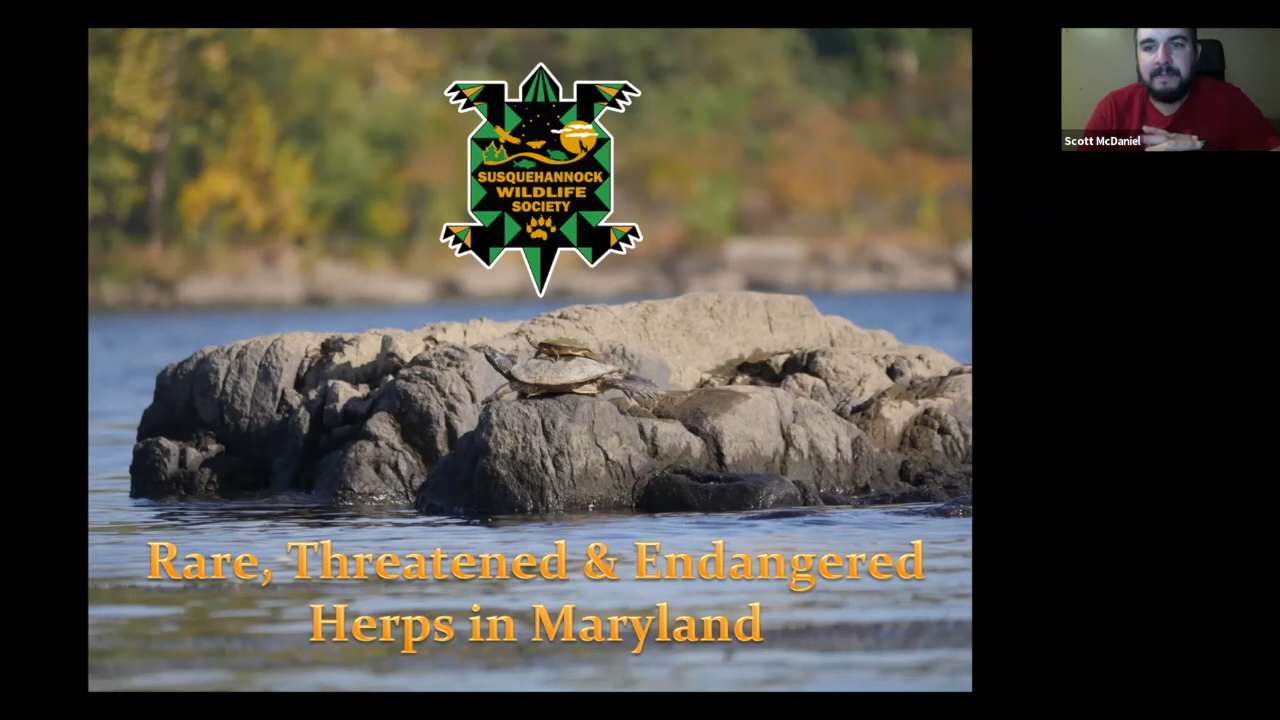 SUSQUEHANNOCK
WILDLIFE
SOCIETY
Scott McDaniel
Rare, Threatened & Endangered
Herps in Maryland